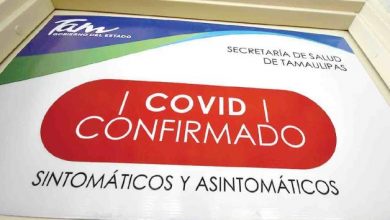 Tam
GOBIERNO DEL ESTADO
SECRETARÍA DE SALUD
DE TAMAULIPAS
| COVID |
CONFIRMADO
SINTOMÁTICOS Y ASINTOMÁTICOS